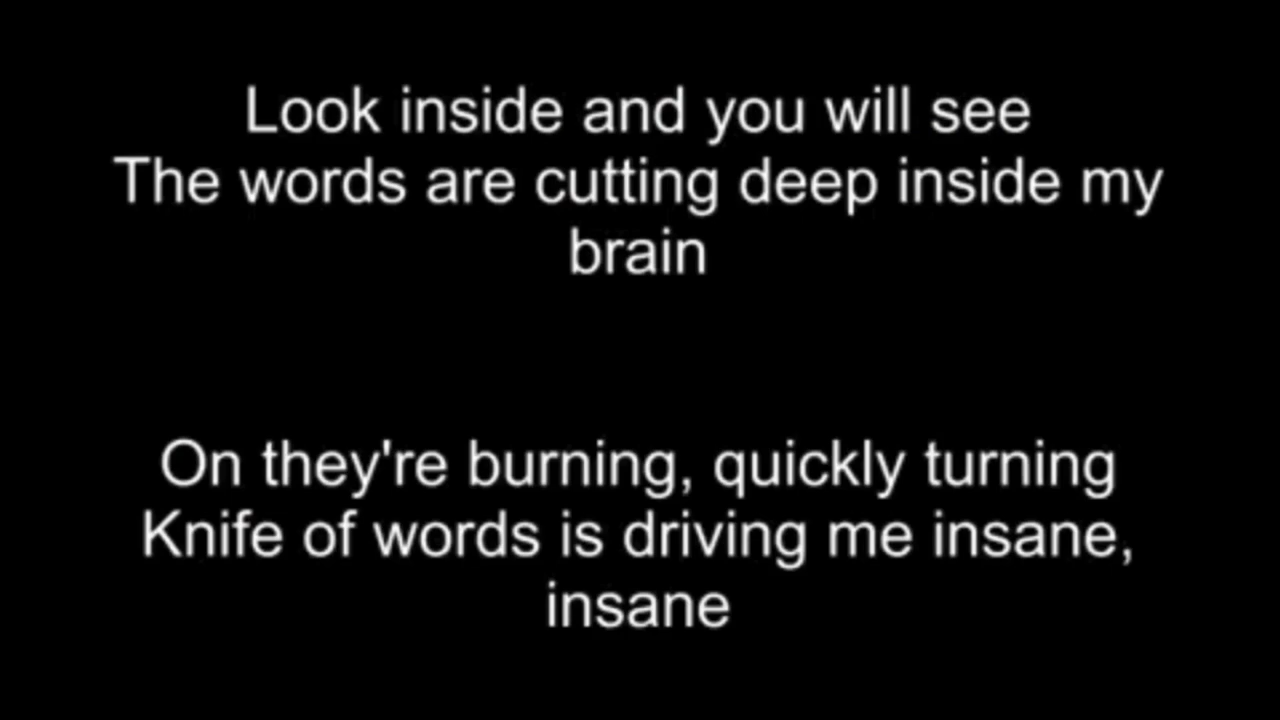 Look inside and you will see
The words are cutting deep inside my
brain
On they're burning, quickly turning
Knife of words is driving me insane,
insane